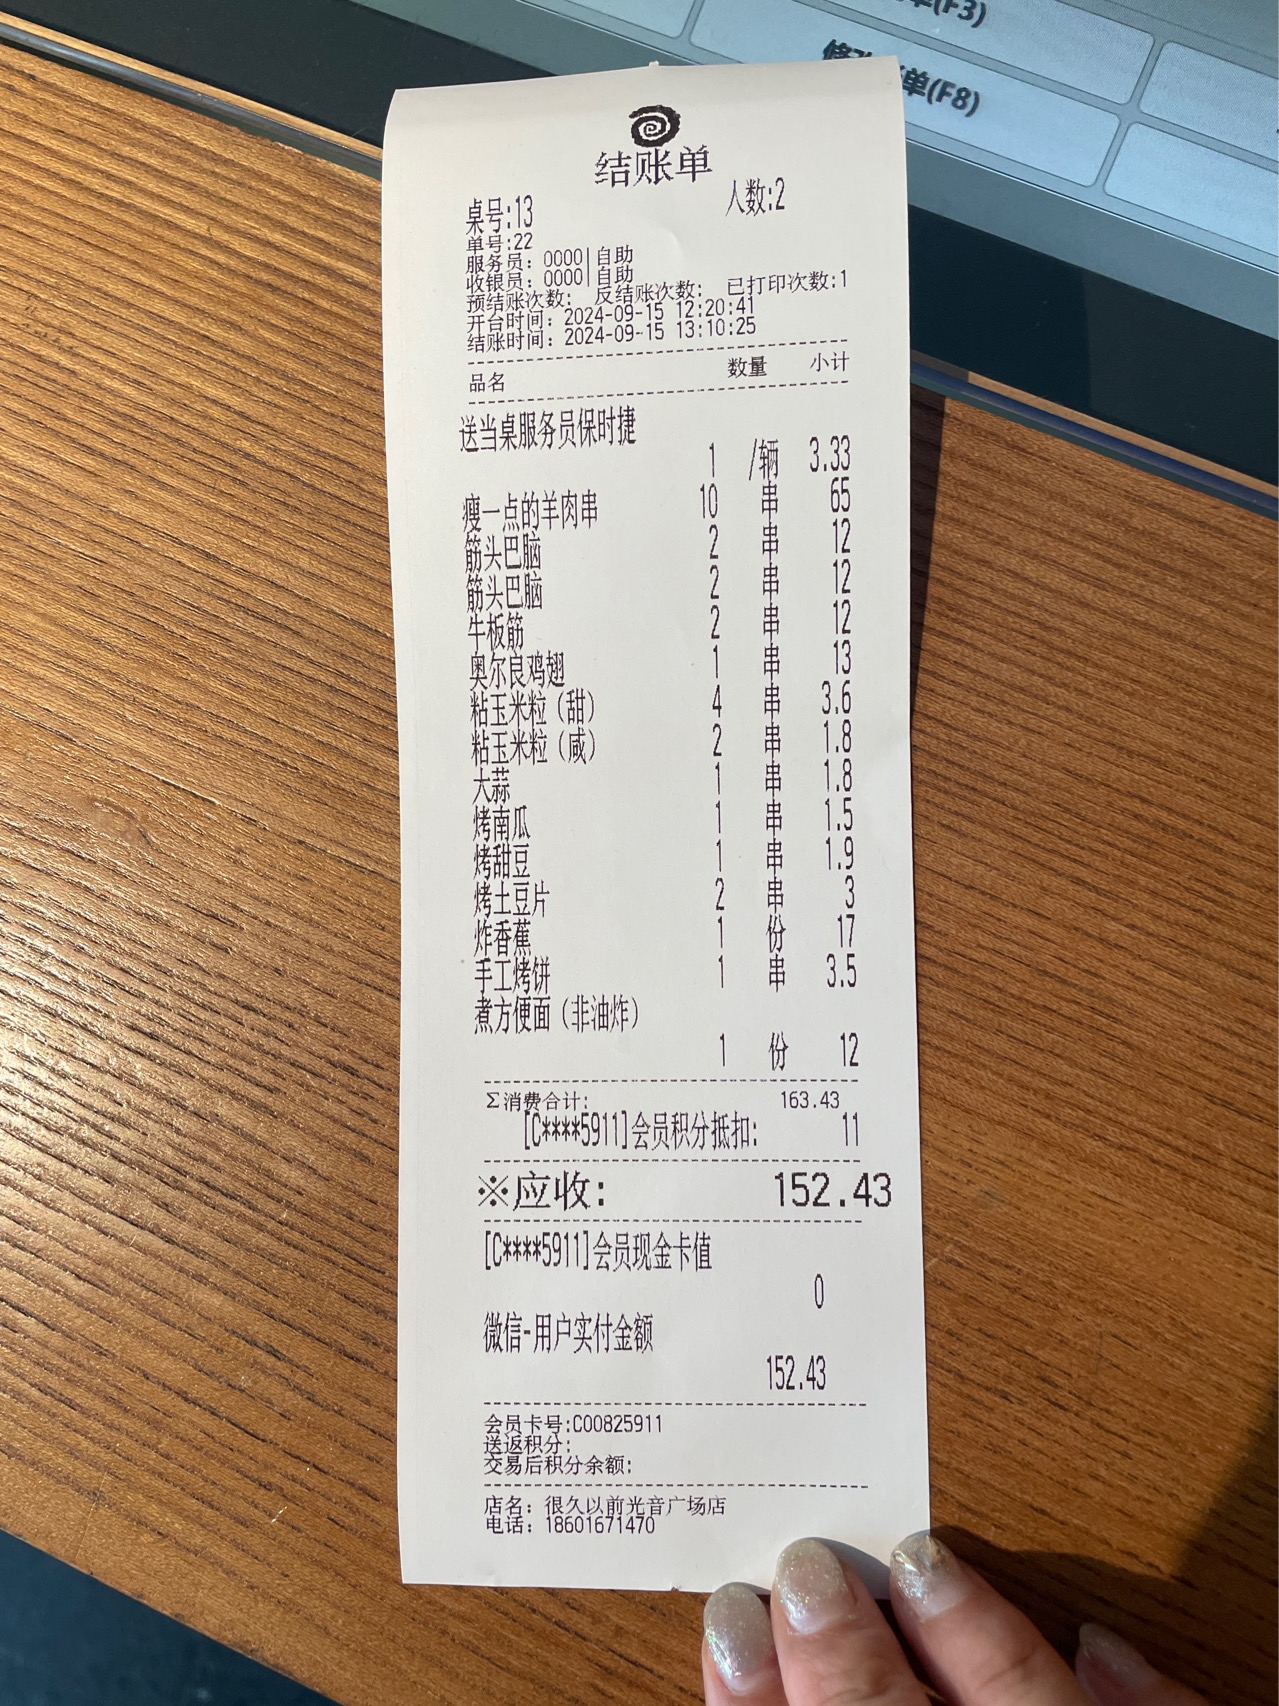 单(F3)
单(F8)
结账单
桌号:13 人数:2
单号:22
服务员: 0000|自助
收银员: 0000|自助
预结账次数: 反结账次数: 已打印次数:1
开台时间: 2024-09-15 12:20:41
结账时间: 2024-09-15 13:10:25
品名 数量 小计
送当桌服务员保时捷
1 /辆 3.33
瘦一点的羊肉串 10 串 65
筋头巴脑 2 串 12
筋头巴脑 2 串 12
牛板筋 2 串 12
奥尔良鸡翅 1 串 13
粘玉米粒(甜) 4 串 3.6
粘玉米粒(咸) 2 串 1.8
大蒜 1 串 1.8
烤南瓜 1 串 1.5
烤甜豆 1 串 1.9
烤土豆片 2 串 3
炸香蕉 1 份 17
手工烤饼 1 串 3.5
煮方便面(非油炸)
1 份 12
Σ消费合计: 163.43
[C****5911]会员积分抵扣: 11
※应收: 152.43
[C****5911]会员现金卡值
0
微信-用户实付金额
152.43
会员卡号:C00825911
送返积分:
交易后积分余额:
店名: 很久以前光音广场店
电话: 18601671470